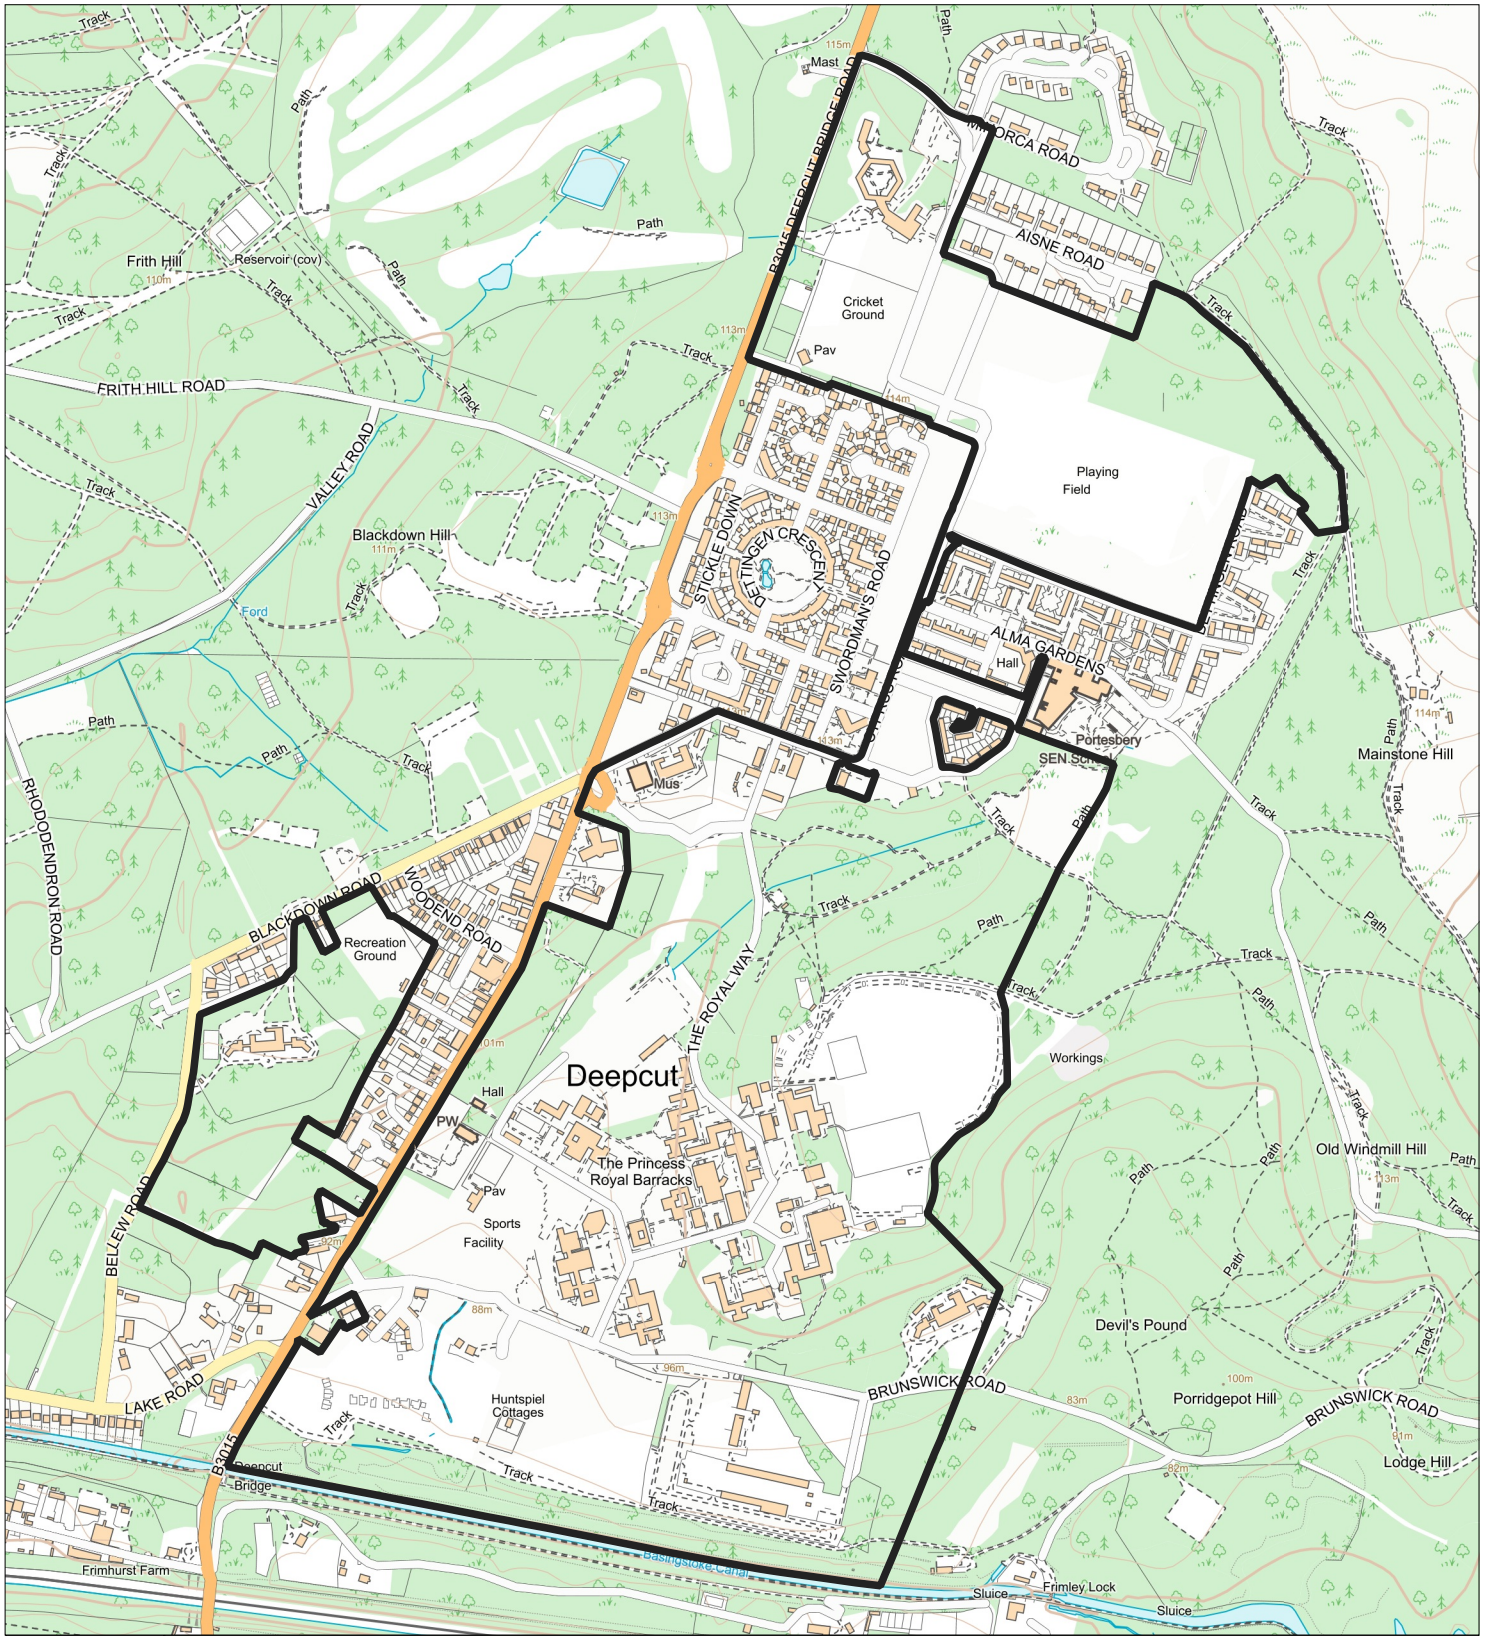 Track
Path
115m
Mast
Path
Track
B3015 DEEPCUT BRIDGE ROAD
MINORCA ROAD
Track
AISNE ROAD
Path
Frith Hill
110m
Reservoir (cov)
Path
Track
Track
Track
Cricket
Ground
113m
Pav
Track
FRITH HILL ROAD
Track
114m
VALLEY ROAD
Track
Playing
Field
113m
Blackdown Hill
111m
STICKLE DOWN
DETTINGEN CRESCENT
SWORDMAN'S ROAD
Track
Track
Ford
ALMA GARDENS
Hall
Path
Path
Track
113m
Portesbery
SEN School
Mus
114m
Path
Mainstone Hill
Track
Track
Track
Path
RHODODENDRON ROAD
BLACKDOWN ROAD
WOODEND ROAD
Recreation
Ground
Track
Path
Path
Track
THE ROYAL WAY
Track
Path
101m
Deepcut
Workings
Hall
PW
Track
The Princess
Royal Barracks
Old Windmill Hill
Path
Path
Path
113m
Pav
BELLEW ROAD
Sports
Facility
92m
Track
Path
88m
Devil's Pound
Track
96m
BRUNSWICK ROAD
83m
100m
Porridgepot Hill
BRUNSWICK ROAD
LAKE ROAD
Huntspiel
Cottages
Track
91m
B3015
Deepcut
Bridge
Track
Track
82m
Lodge Hill
Basingstoke Canal
Frimhurst Farm
Sluice
Frimley Lock
Sluice